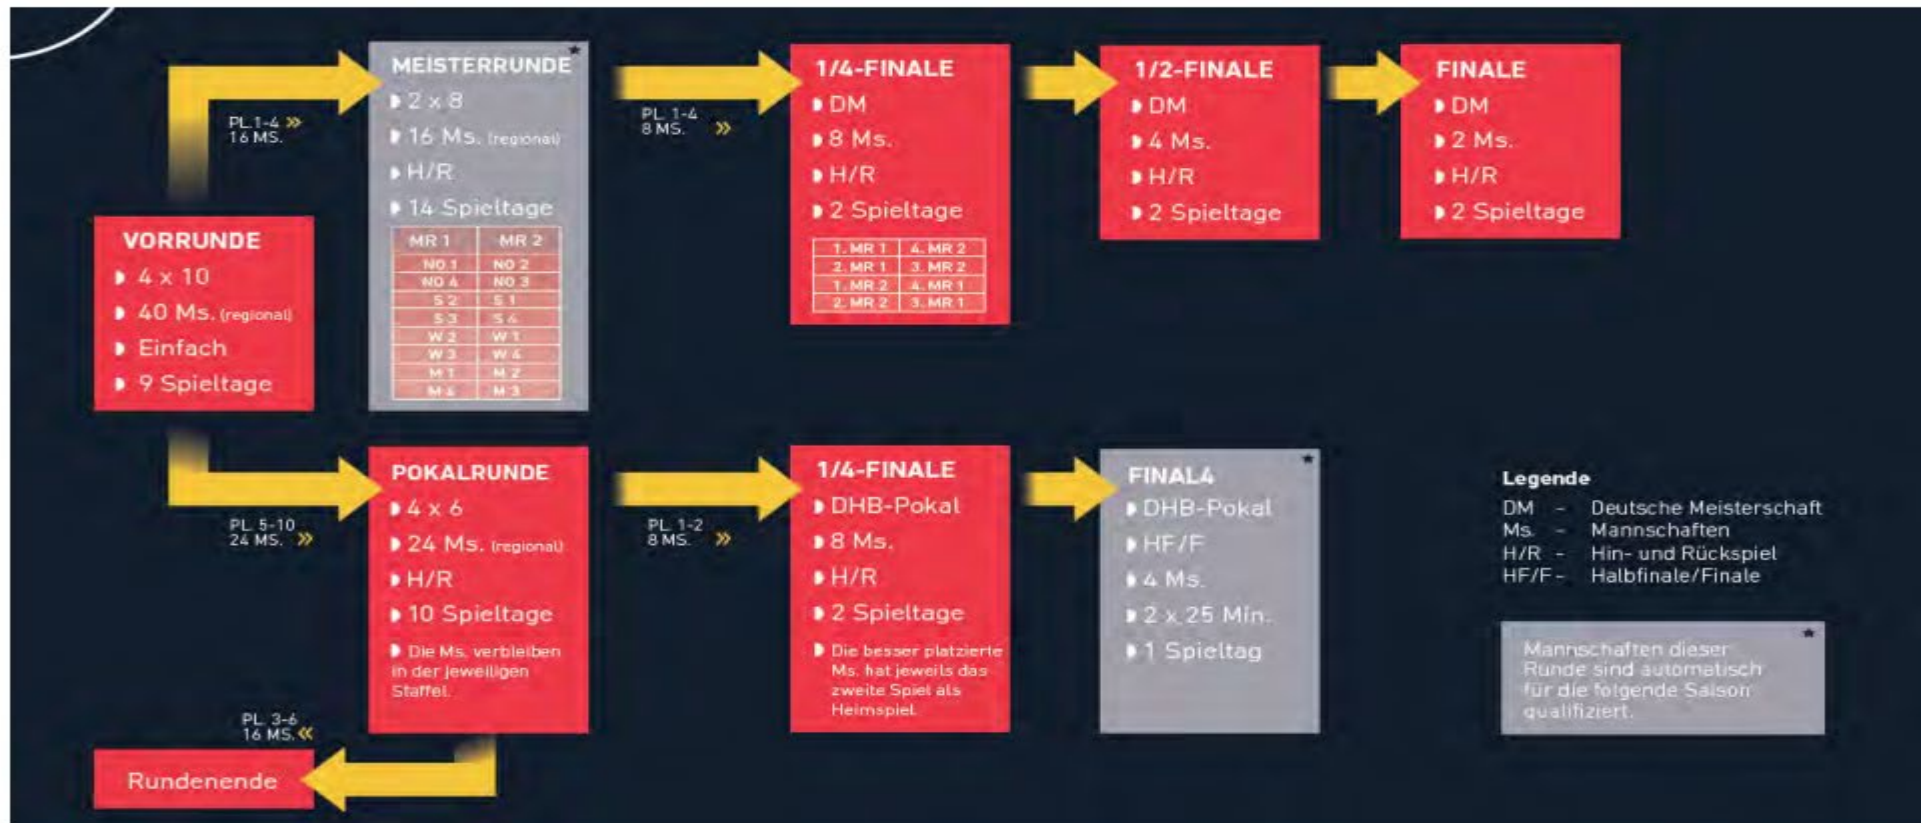 PL.1-4 »
16 MS.
VORRUNDE
4 x 10
40 Ms. (regional)
Einfach
9 Spieltage
MEISTERRUNDE
2 x 8
16 Ms. (regional)
H/R
14 Spieltage
MR 1 MR 2
NO 1 NO 2
NO 4 NO 3
S 2 S 1
S 3 S 4
W 2 W 1
W 3 W 4
M 1 M 2
M 4 M 3
PL. 1-4
8 MS. »
1/4-FINALE
DM
8 Ms.
H/R
2 Spieltage
1. MR 1 4. MR 2
2. MR 1 3. MR 2
1. MR 2 4. MR 1
2. MR 2 3. MR 1
1/2-FINALE
DM
4 Ms.
H/R
2 Spieltage
FINALE
DM
2 Ms.
H/R
2 Spieltage
PL. 5-10
24 MS. »
POKALRUNDE
4 x 6
24 Ms. (regional)
H/R
10 Spieltage
Die Ms. verbleiben
in der jeweiligen
Staffel.
PL. 1-2
8 MS. »
1/4-FINALE
DHB-Pokal
8 Ms.
H/R
2 Spieltage
Die besser platzierte
Ms. hat jeweils das
zweite Spiel als
Heimspiel.
FINAL4
DHB-Pokal
HF/F
4 Ms.
2 x 25 Min.
1 Spieltag
PL. 3-6
16 MS. «
Rundenende
Legende
DM – Deutsche Meisterschaft
Ms. – Mannschaften
H/R – Hin- und Rückspiel
HF/F – Halbfinale/Finale
Mannschaften dieser
Runde sind automatisch
für die folgende Saison
qualifiziert.